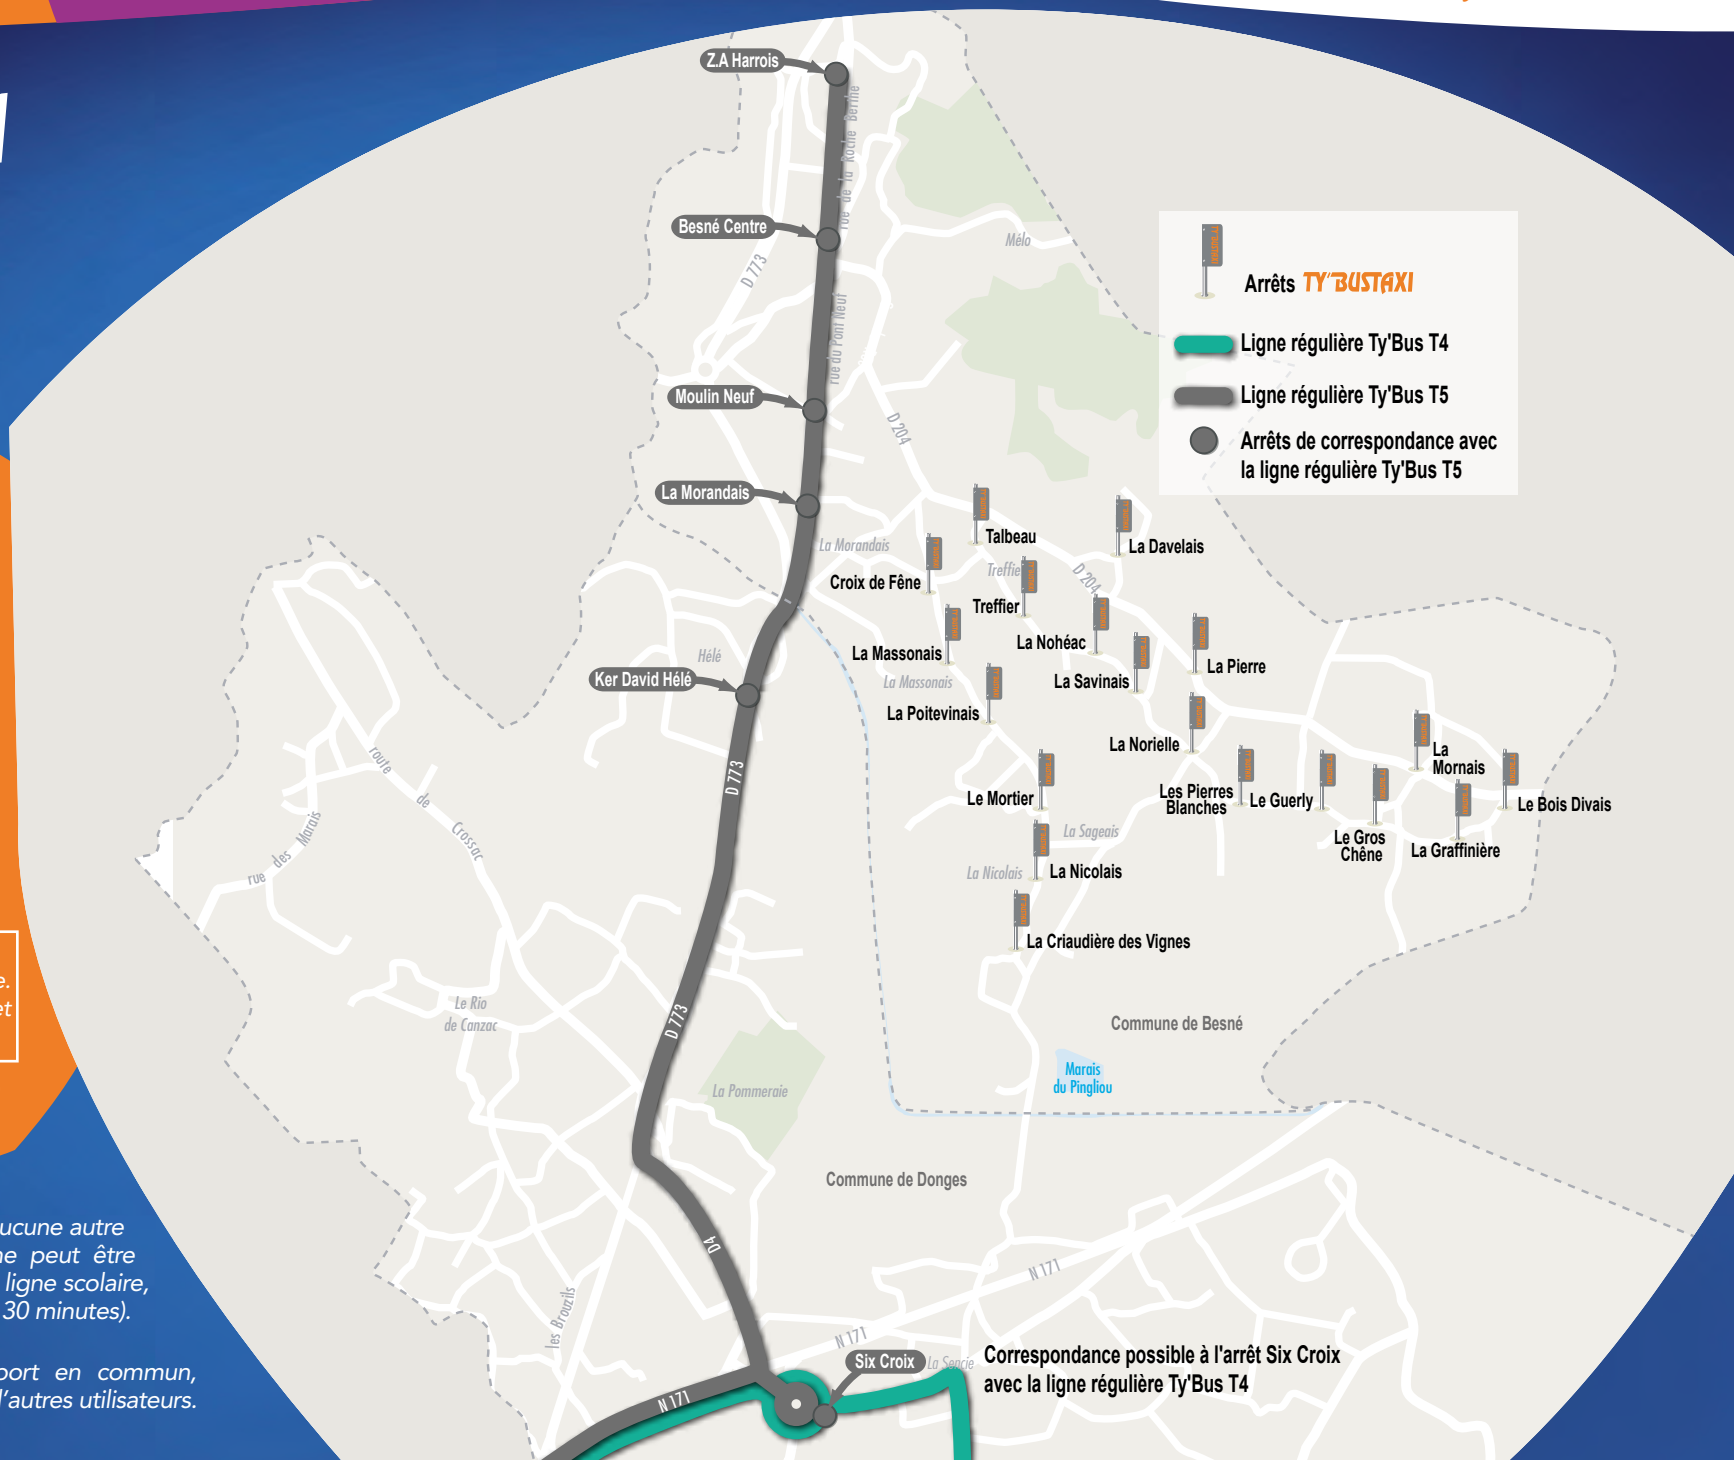 Z.A Harrois
rue de la Roche Bernie
Besné Centre
Mélo
D 773
rue du Pont Neuf
Arrêts TY'BUSTAXI
Ligne régulière Ty'Bus T4
Ligne régulière Ty'Bus T5
Arrêts de correspondance avec
la ligne régulière Ty'Bus T5
Moulin Neuf
D 204
La Morandais
Talbeau
La Davelais
La Morandais
Croix de Fêne
Treffier
D 204
Treffier
La Nohéac
La Massonais
La Pierre
Hélé
Ker David Hélé
La Massonais
La Savinais
La Poitevinais
La Norielle
La
Mornais
route de Crossac
D 773
Le Mortier
Les Pierres
Blanches
Le Guerly
Le Bois Divais
rue des Marais
La Sageais
Le Gros
Chêne
La Graffinière
La Nicolais
La Nicolais
La Criaudière des Vignes
e.
et
Le Rio
de Canzac
D 773
Commune de Besné
Marais
du Pingliou
La Pommeraie
Commune de Donges
ucune autre
ne peut être
ligne scolaire,
30 minutes).
D4
N 171
les Brouzils
N 171
Six Croix
La Sencie
Correspondance possible à l'arrêt Six Croix
avec la ligne régulière Ty'Bus T4
port en commun,
d'autres utilisateurs.
N 171